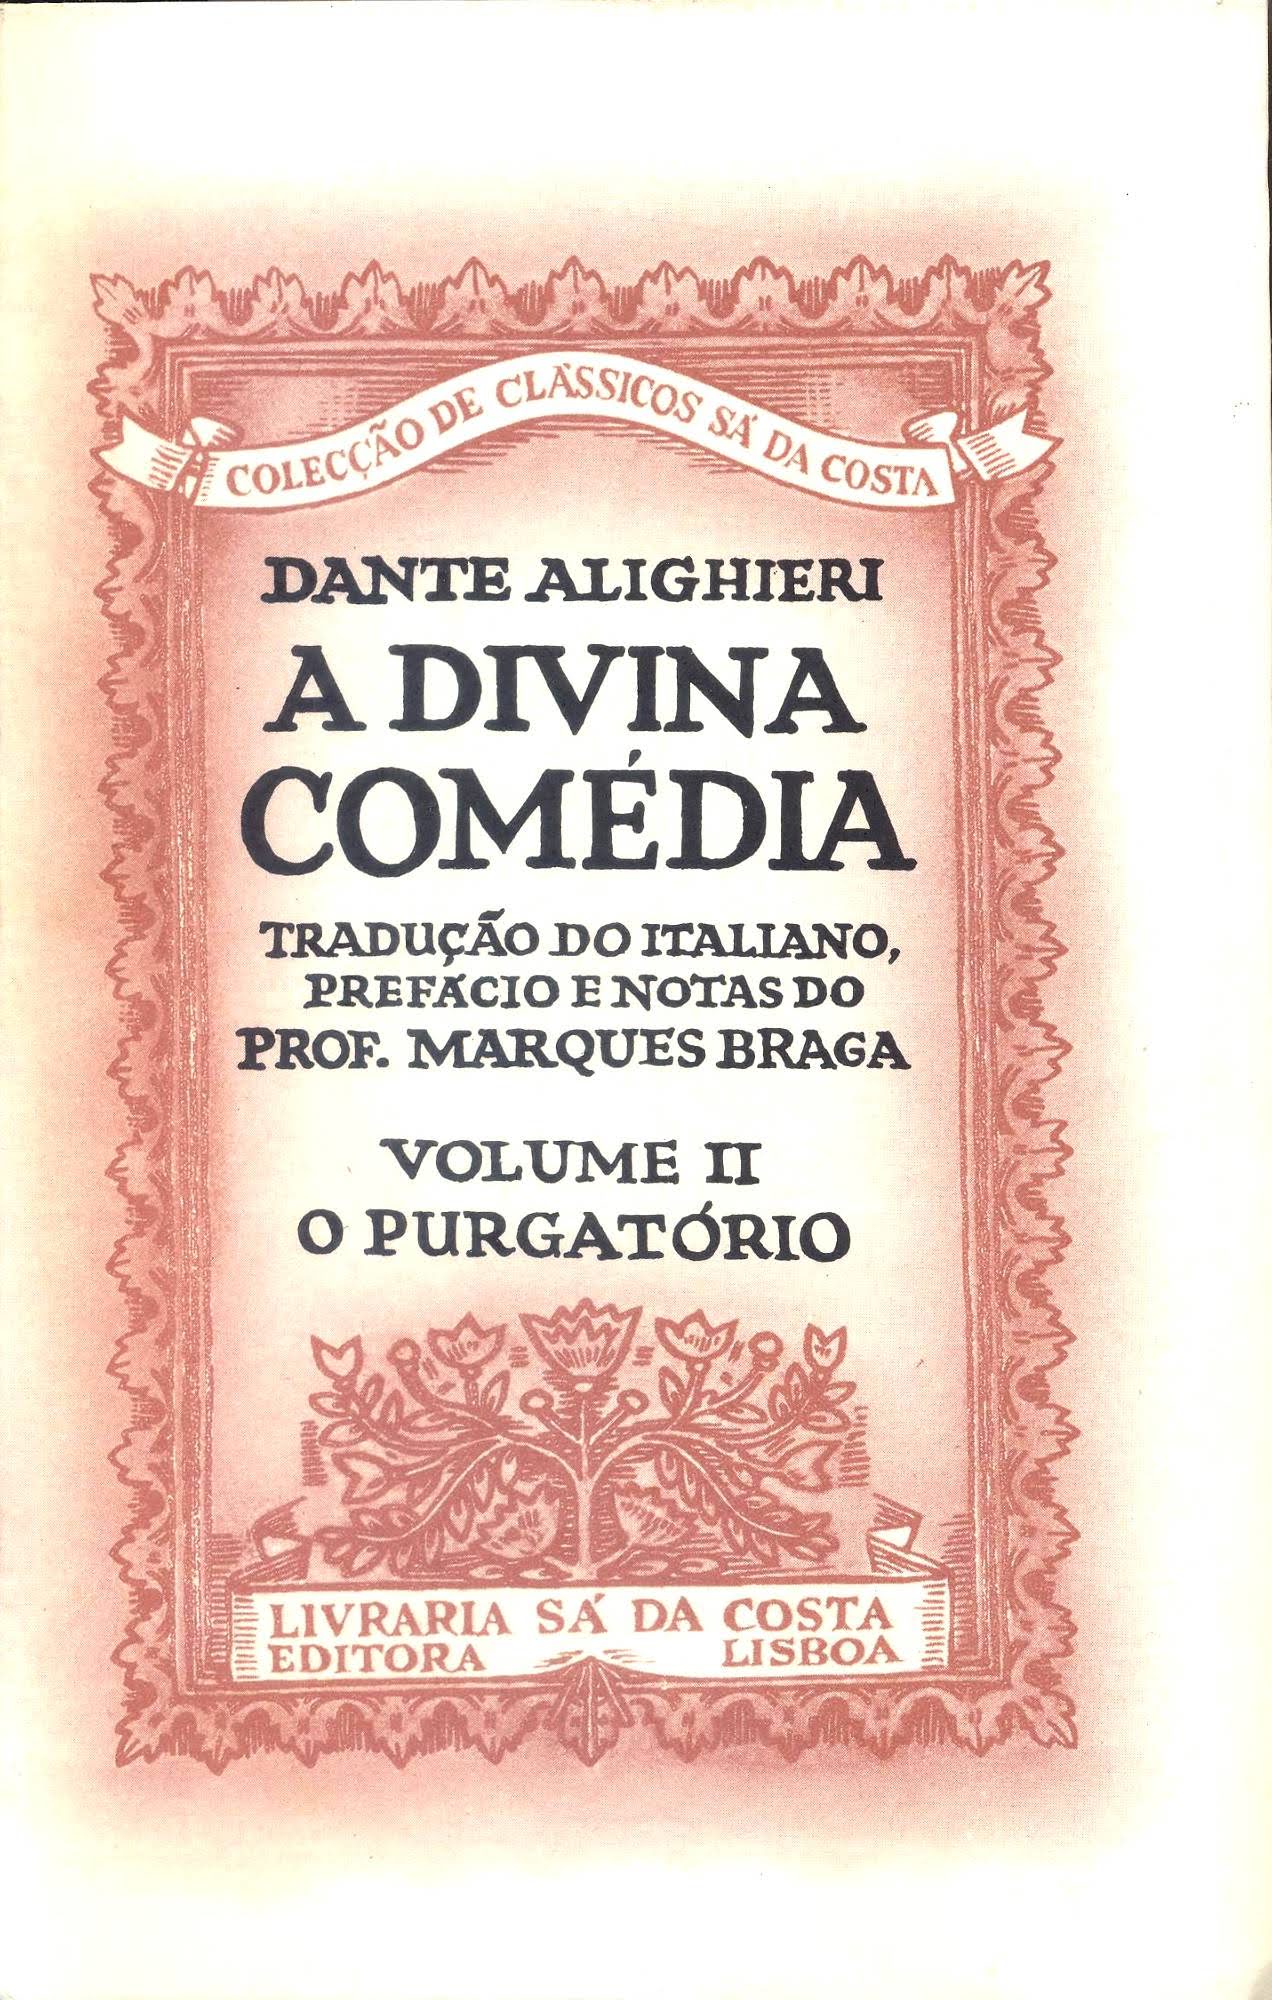 COLECÇÃO DE CLÁSSICOS SÁ DA COSTA
DANTE ALIGHIERI
A DIVINA
COMÉDIA
TRADUÇÃO DO ITALIANO,
PREFÁCIO E NOTAS DO
PROF. MARQUES BRAGA
VOLUME II
O PURGATÓRIO
LIVRARIA SÁ DA COSTA
EDITORA LISBOA